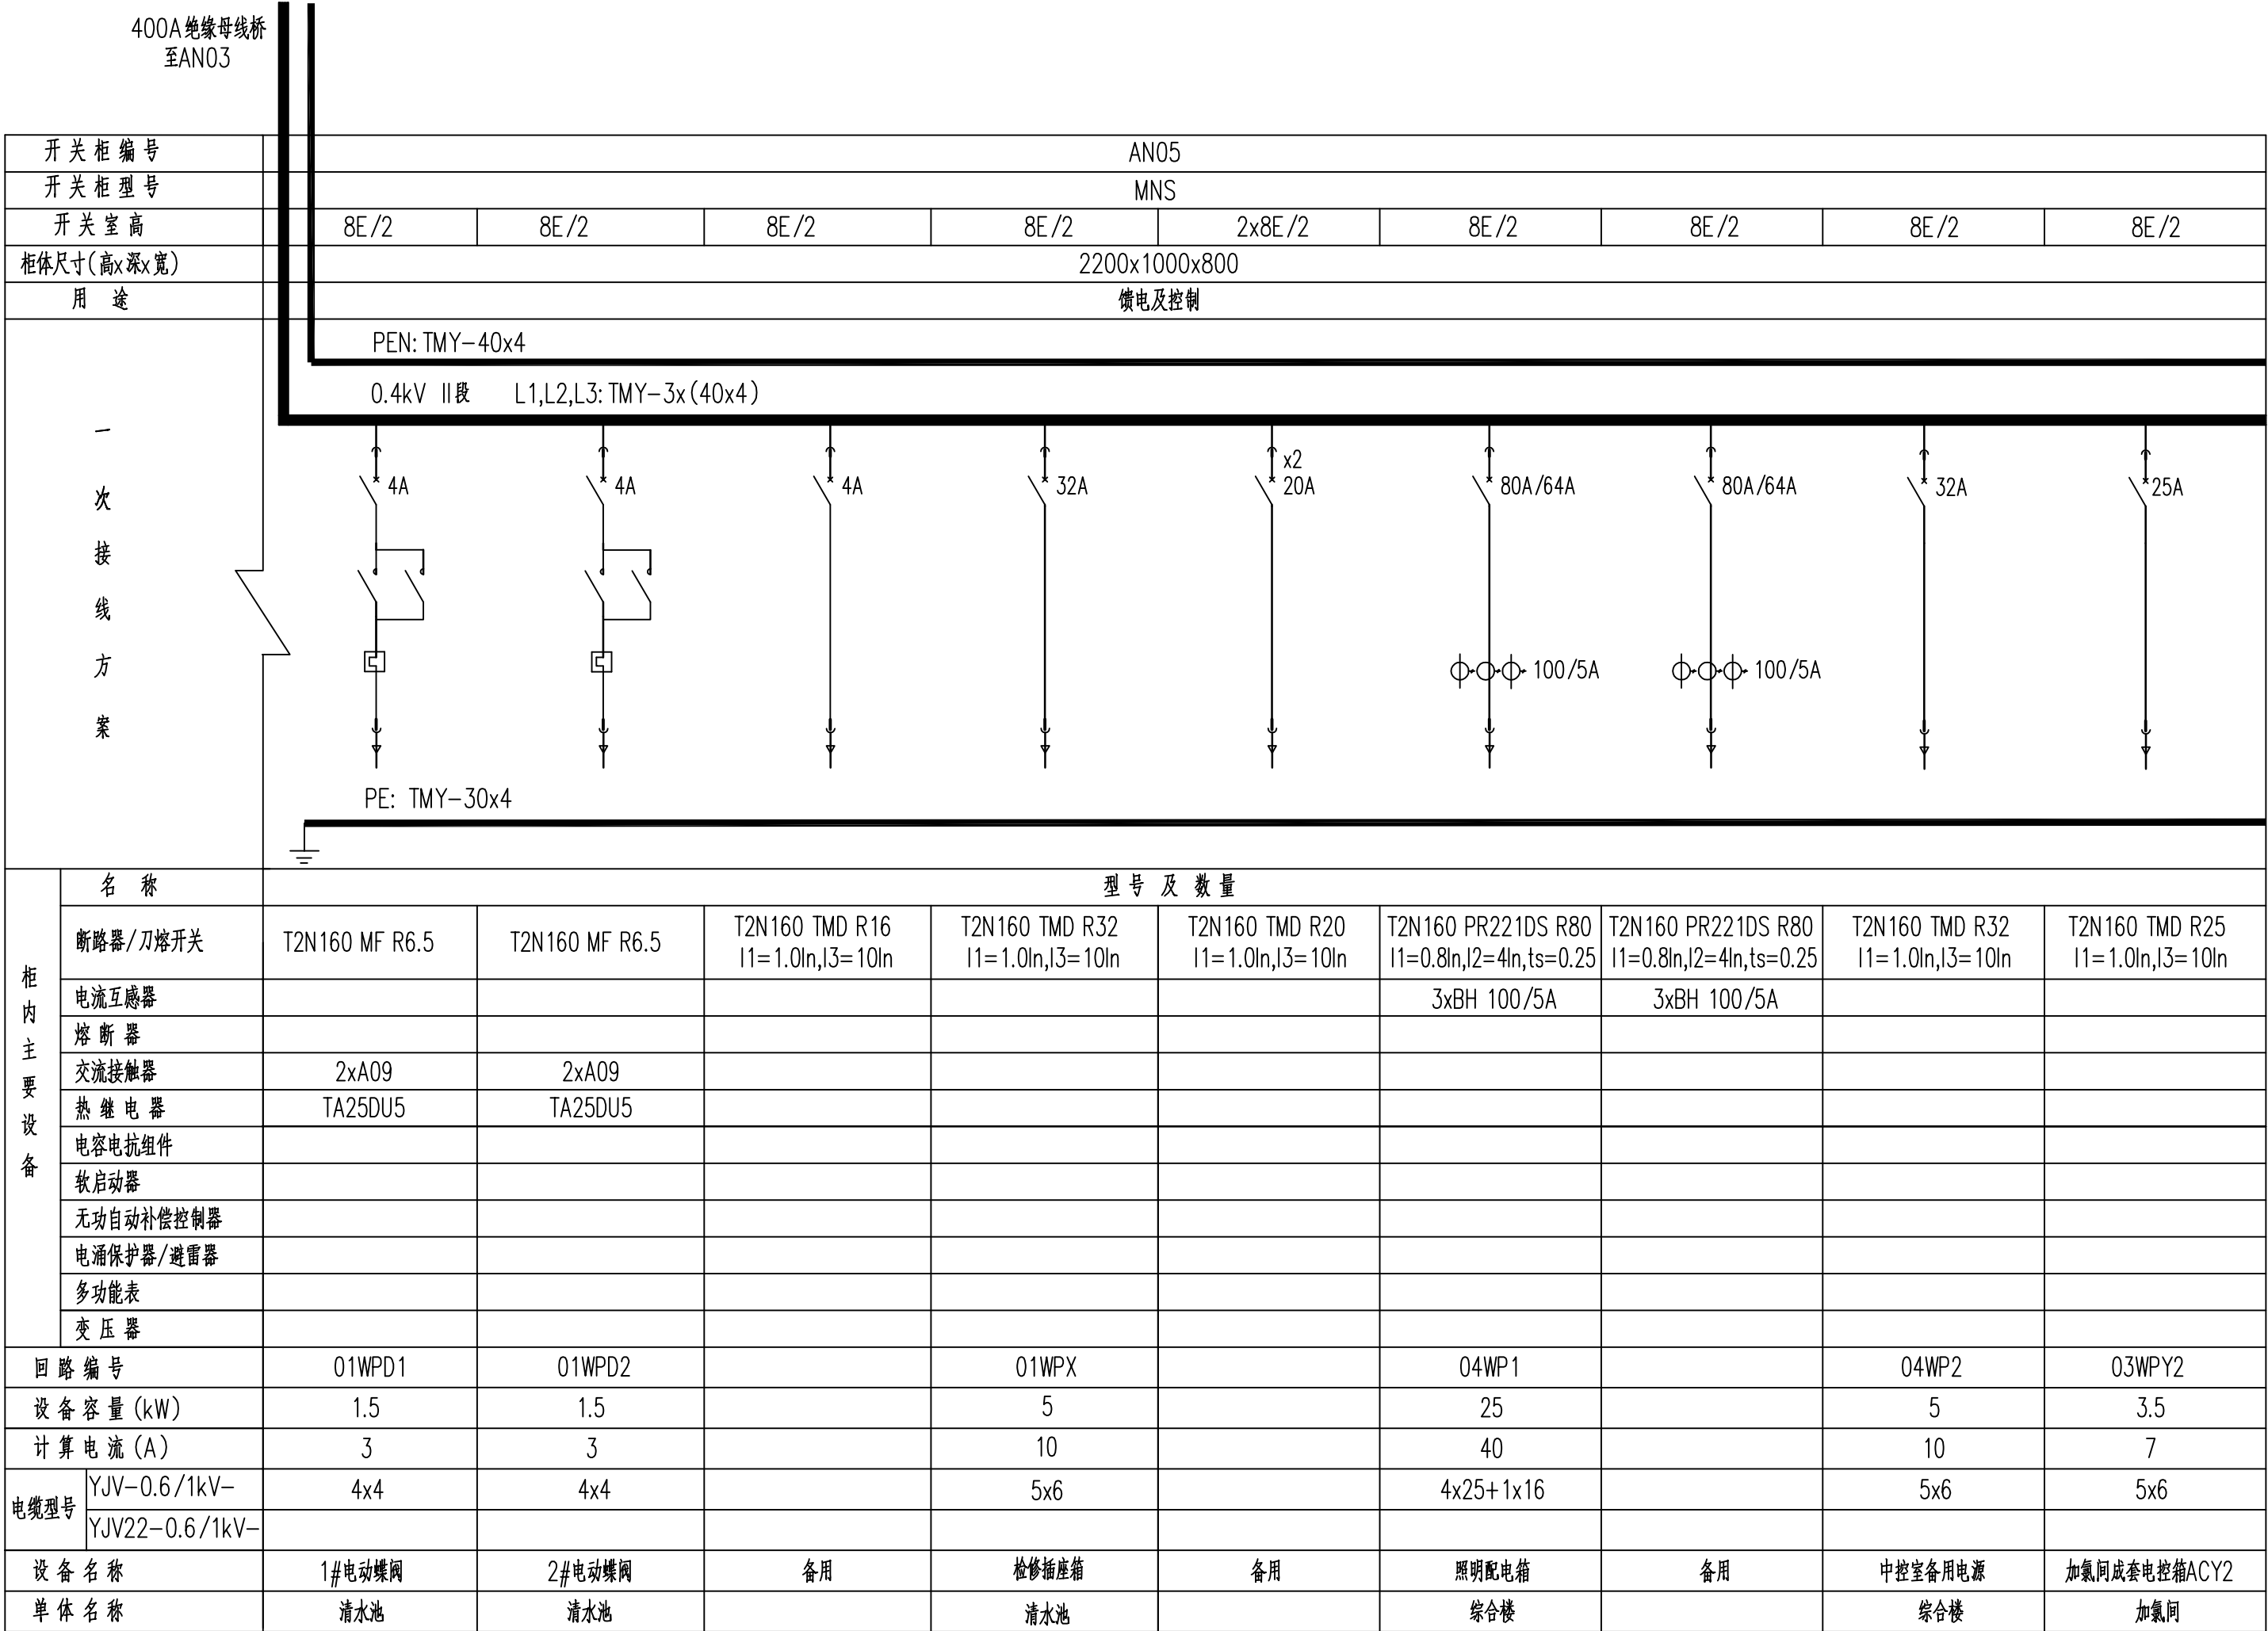 400A绝缘母线桥
至AN03
开关柜编号 AN05
开关柜型号 MNS
开关室高 8E/2 8E/2 8E/2 8E/2 2x8E/2 8E/2 8E/2 8E/2 8E/2
柜体尺寸(高x深x宽) 2200x1000x800
用途 馈电及控制
一次接线方案
PEN: TMY-40x4
0.4kV II段 L1,L2,L3: TMY-3x(40x4)
4A 4A 4A 32A x2 20A 80A/64A 80A/64A 32A 25A
100/5A 100/5A
PE: TMY-30x4
柜内主要设备
名称 型号及数量
断路器/刀熔开关 T2N160 MF R6.5 T2N160 MF R6.5 T2N160 TMD R16 T2N160 TMD R32 T2N160 TMD R20 T2N160 PR221DS R80 T2N160 PR221DS R80 T2N160 TMD R32 T2N160 TMD R25
I1=1.0In,I3=10In I1=1.0In,I3=10In I1=1.0In,I3=10In I1=0.8In,I2=4In,ts=0.25 I1=0.8In,I2=4In,ts=0.25 I1=1.0In,I3=10In I1=1.0In,I3=10In
电流互感器 3xBH 100/5A 3xBH 100/5A
熔断器
交流接触器 2xA09 2xA09
热继电器 TA25DU5 TA25DU5
电容电抗组件
软启动器
无功自动补偿控制器
电涌保护器/避雷器
多功能表
变压器
回路编号 01WPD1 01WPD2 01WPX 04WP1 04WP2 03WPY2
设备容量(kW) 1.5 1.5 5 25 5 3.5
计算电流(A) 3 3 10 40 10 7
电缆型号
YJV-0.6/1kV- 4x4 4x4 5x6 4x25+1x16 5x6 5x6
YJV22-0.6/1kV-
设备名称 1#电动蝶阀 2#电动蝶阀 备用 检修插座箱 备用 照明配电箱 备用 中控室备用电源 加氯间成套电控箱ACY2
单体名称 清水池 清水池 清水池 综合楼 综合楼 加氯间